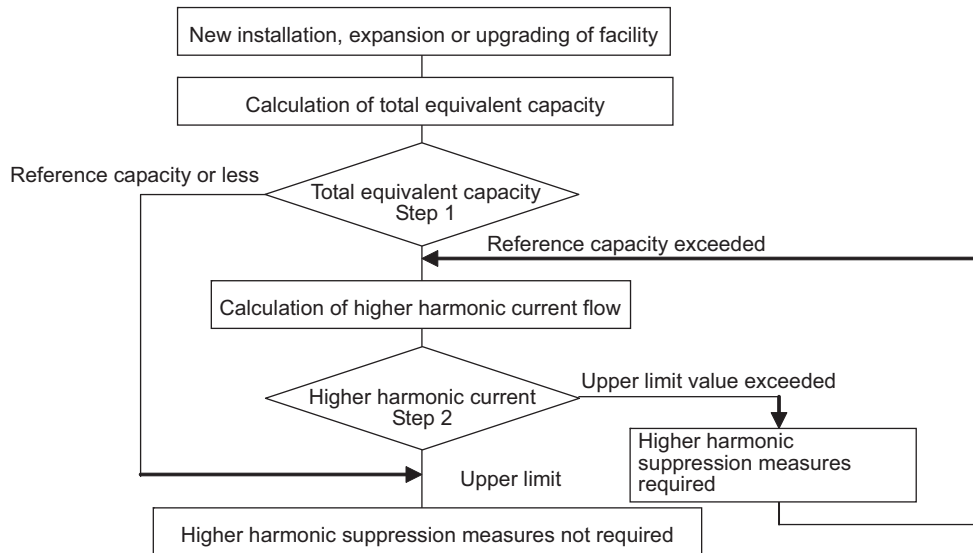 New installation, expansion or upgrading of facility
Calculation of total equivalent capacity
Reference capacity or less
Total equivalent capacity
Step 1
Reference capacity exceeded
Calculation of higher harmonic current flow
Higher harmonic current
Step 2
Upper limit value exceeded
Higher harmonic
suppression measures
required
Upper limit
Higher harmonic suppression measures not required